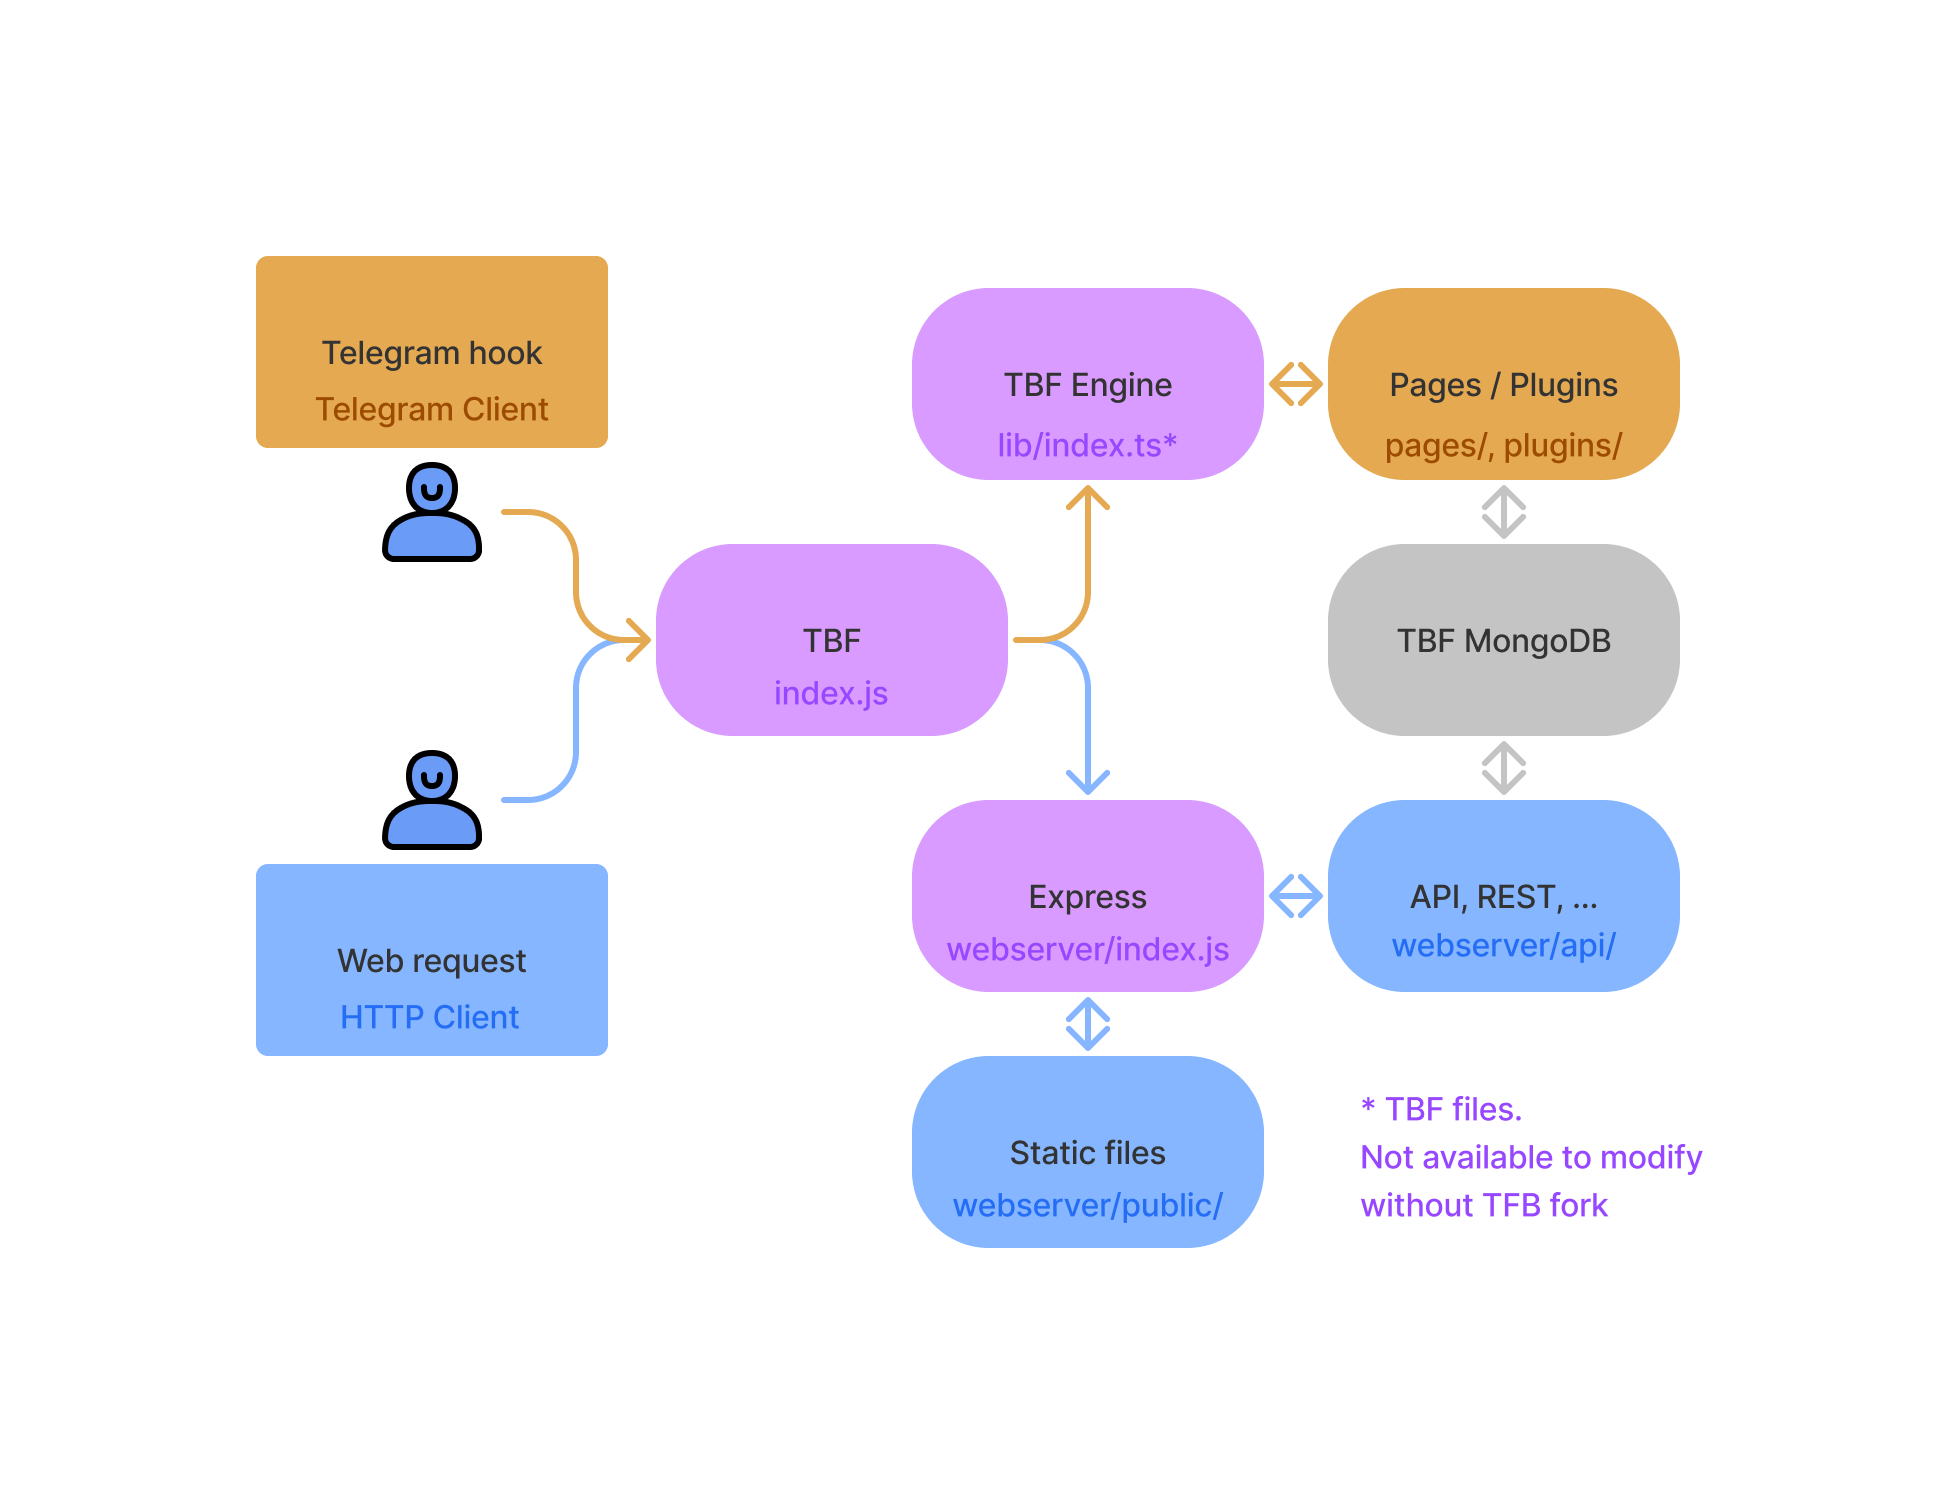 Telegram hook
Telegram Client
TBF Engine
lib/index.ts*
Pages / Plugins
pages/, plugins/
TBF
index.js
TBF MongoDB
Express
webserver/index.js
API, REST, ...
webserver/api/
Web request
HTTP Client
Static files
webserver/public/
* TBF files.
Not available to modify
without TFB fork